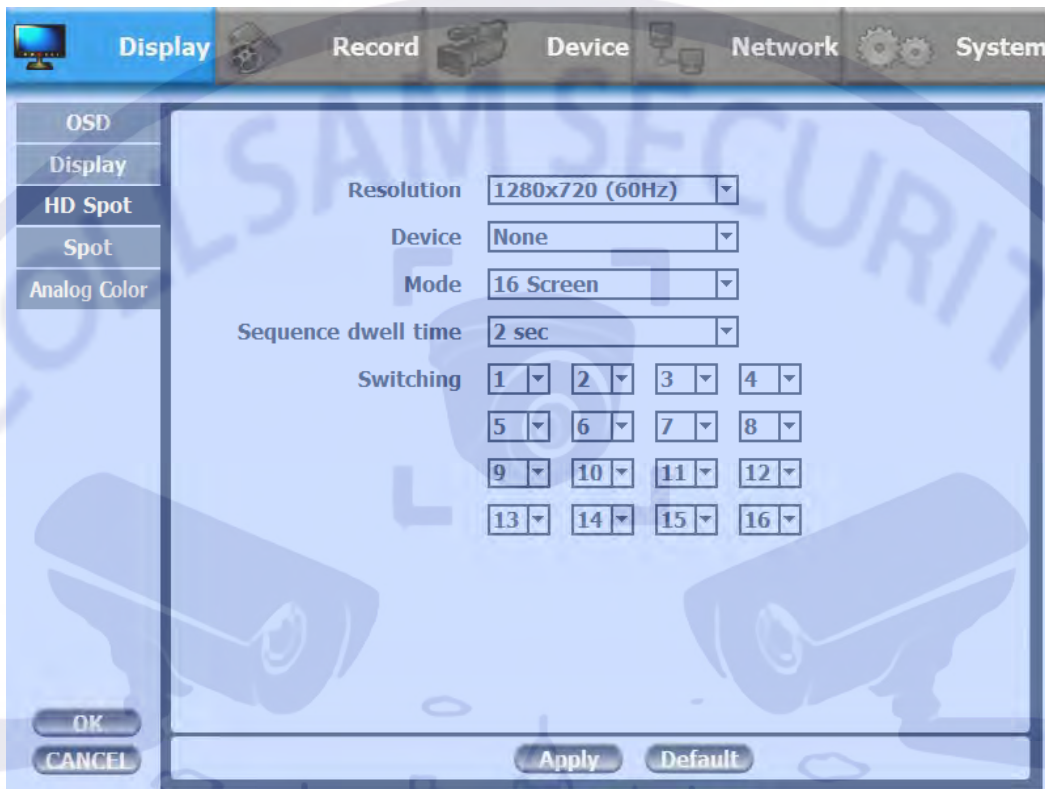 Display Record Device Network System
OSD
Display
HD Spot
Spot
Analog Color
Resolution 1280x720 (60Hz)
Device None
Mode 16 Screen
Sequence dwell time 2 sec
Switching 1 2 3 4
5 6 7 8
9 10 11 12
13 14 15 16
OK
CANCEL
Apply Default
SAM SECURIT